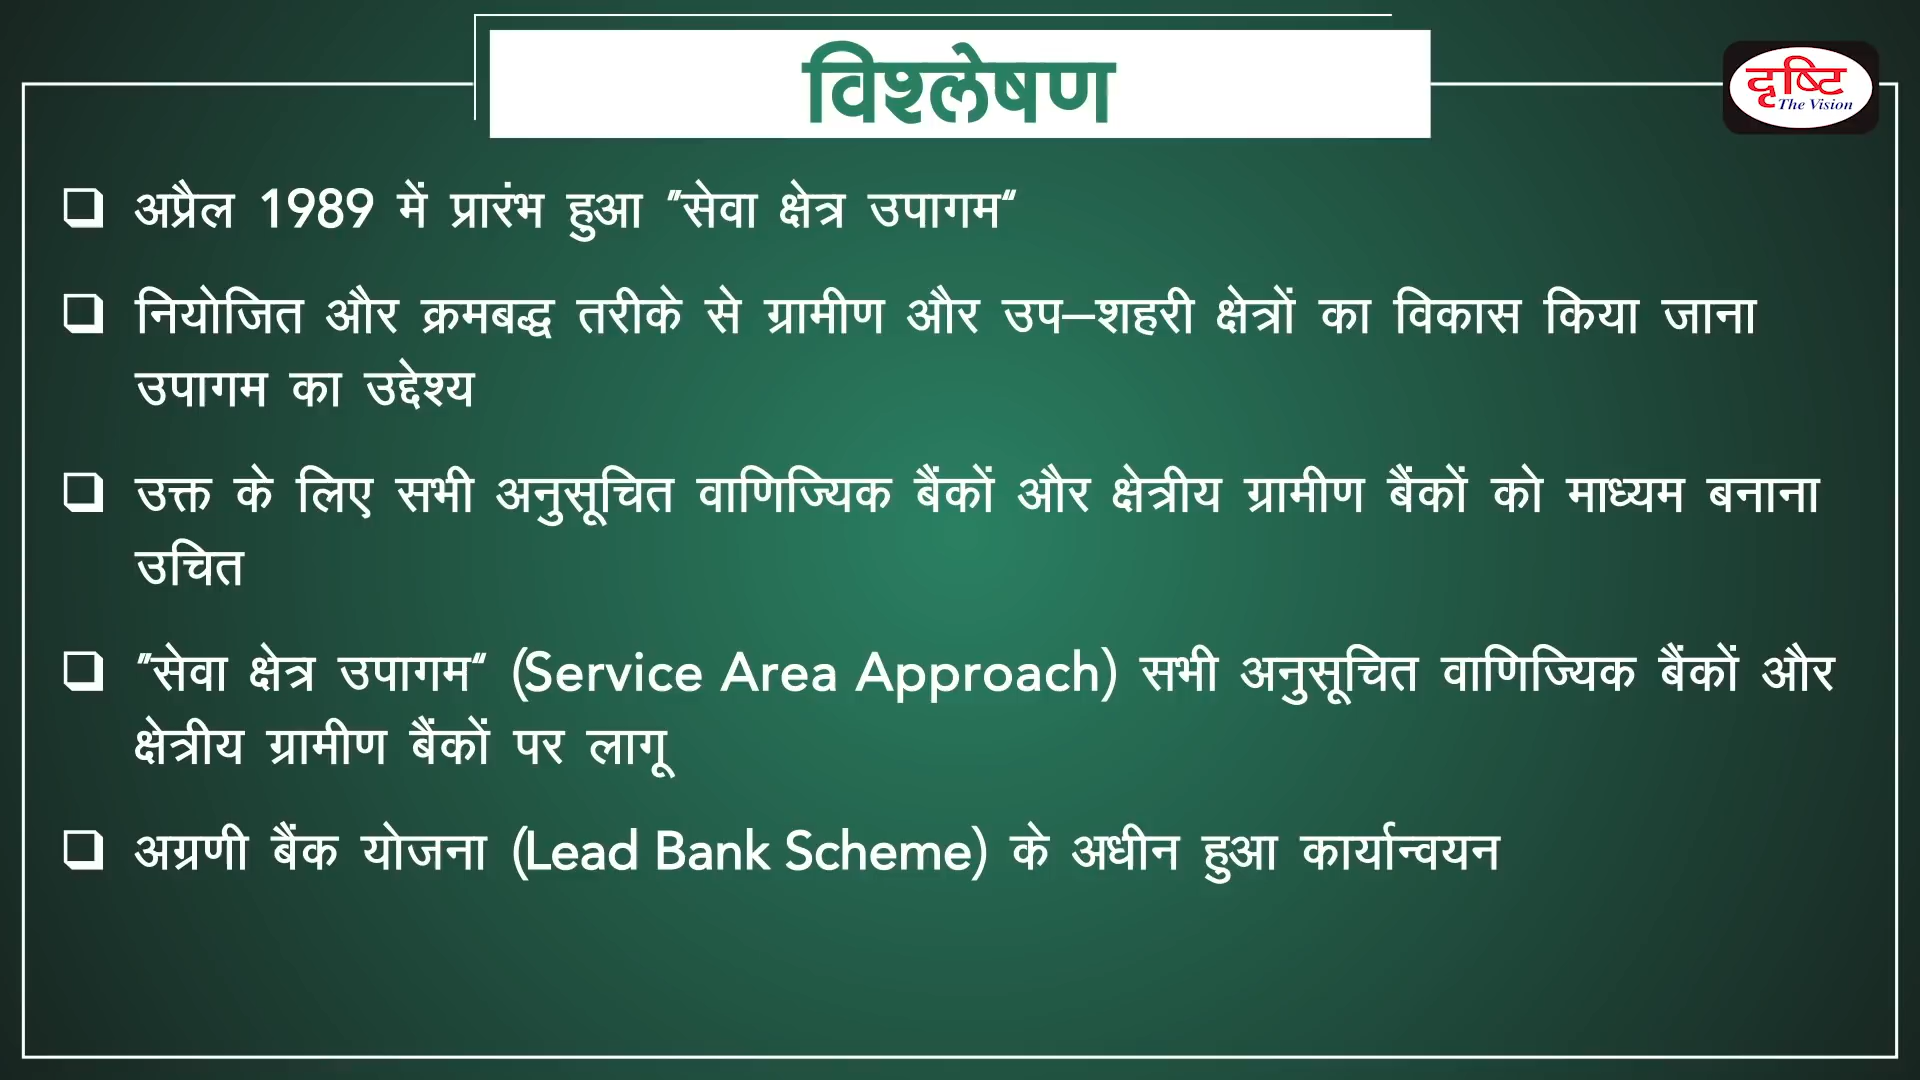 विश्लेषण
दृष्टि
The Vision
❑ अप्रैल 1989 में प्रारंभ हुआ "सेवा क्षेत्र उपागम"
❑ नियोजित और क्रमबद्ध तरीके से ग्रामीण और उप–शहरी क्षेत्रों का विकास किया जाना
उपागम का उद्देश्य
❑ उक्त के लिए सभी अनुसूचित वाणिज्यिक बैंकों और क्षेत्रीय ग्रामीण बैंकों को माध्यम बनाना
उचित
❑ "सेवा क्षेत्र उपागम" (Service Area Approach) सभी अनुसूचित वाणिज्यिक बैंकों और
क्षेत्रीय ग्रामीण बैंकों पर लागू
❑ अग्रणी बैंक योजना (Lead Bank Scheme) के अधीन हुआ कार्यान्वयन